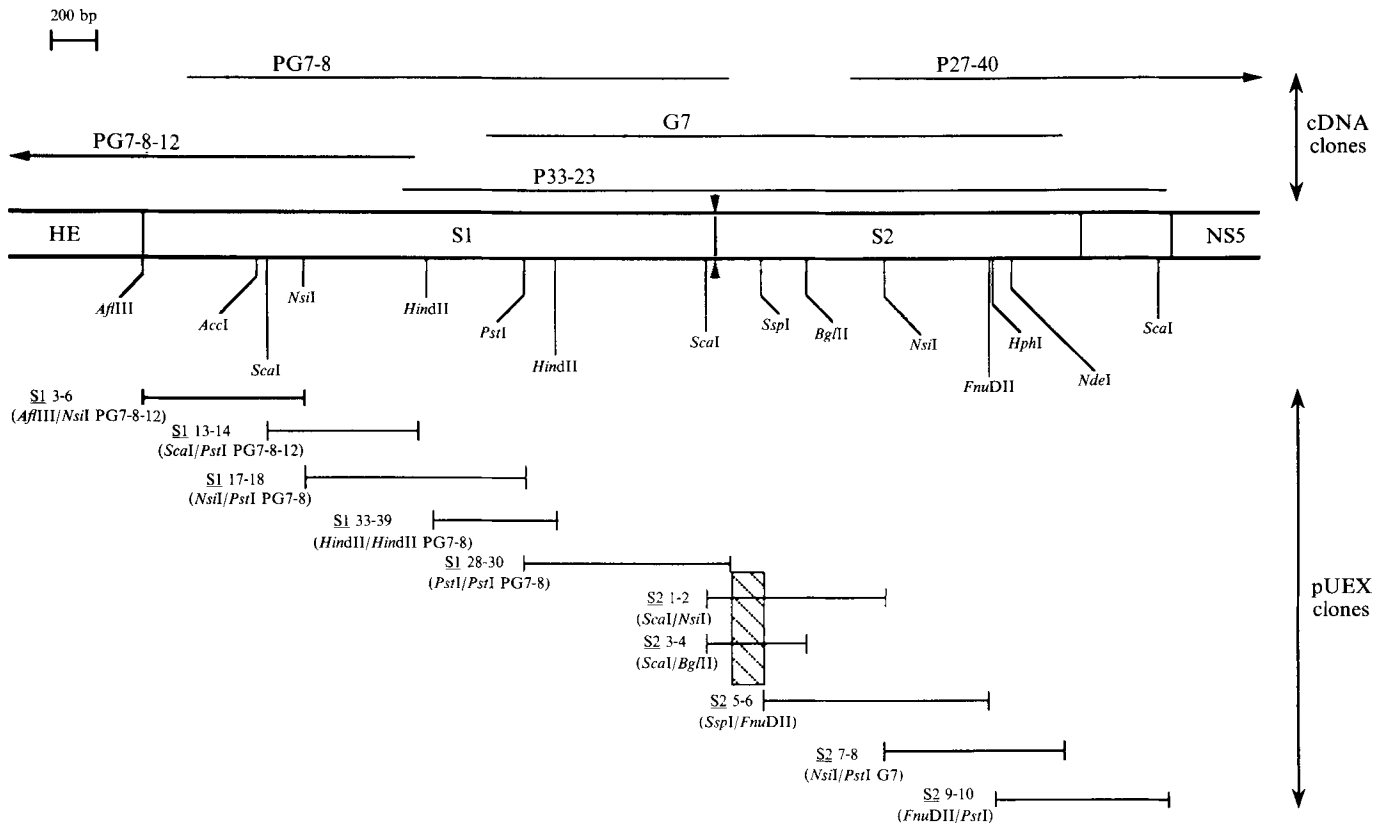 200 bp
PG7-8
P27-40
G7
PG7-8-12
P33-23
cDNA
clones
HE
S1
S2
NS5
AflIII
AccI
ScaI
NsiI
HindII
PstI
HindII
ScaI
SspI
BglII
NsiI
FnuDII
HphI
NdeI
ScaI
S1 3-6
(AflIII/NsiI PG7-8-12)
S1 13-14
(ScaI/PstI PG7-8-12)
S1 17-18
(NsiI/PstI PG7-8)
S1 33-39
(HindII/HindII PG7-8)
S1 28-30
(PstI/PstI PG7-8)
S2 1-2
(ScaI/NsiI)
S2 3-4
(ScaI/BglII)
S2 5-6
(SspI/FnuDII)
S2 7-8
(NsiI/PstI G7)
S2 9-10
(FnuDII/PstI)
pUEX
clones